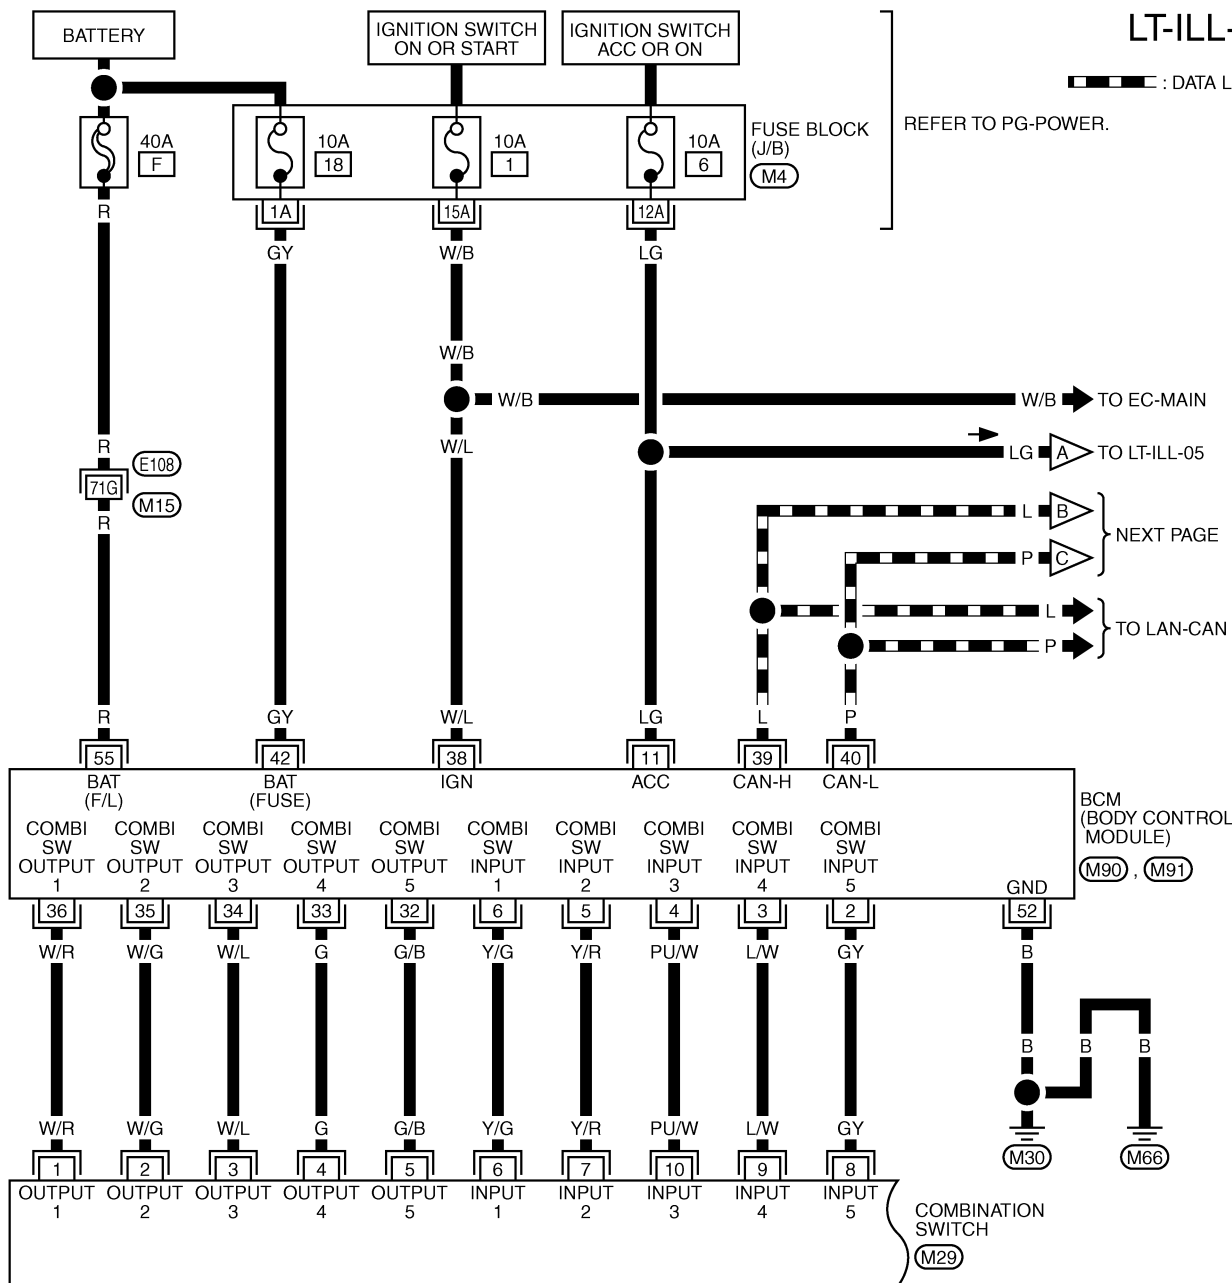 LT-ILL-
BATTERY
IGNITION SWITCH
ON OR START
IGNITION SWITCH
ACC OR ON
: DATA L
40A
F
10A
18
10A
1
10A
6
FUSE BLOCK
(J/B)
M4
REFER TO PG-POWER.
R
1A
15A
12A
GY
W/B
LG
W/B
W/B
W/B
TO EC-MAIN
R
W/L
LG
A
TO LT-ILL-05
E108
71G
M15
R
L
B
P
C
NEXT PAGE
L
P
TO LAN-CAN
R
GY
W/L
LG
L
P
55
42
38
11
39
40
BAT
(F/L)
BAT
(FUSE)
IGN
ACC
CAN-H
CAN-L
BCM
(BODY CONTROL
MODULE)
M90 , M91
COMBI
SW
OUTPUT
1
COMBI
SW
OUTPUT
2
COMBI
SW
OUTPUT
3
COMBI
SW
OUTPUT
4
COMBI
SW
OUTPUT
5
COMBI
SW
INPUT
1
COMBI
SW
INPUT
2
COMBI
SW
INPUT
3
COMBI
SW
INPUT
4
COMBI
SW
INPUT
5
GND
36
35
34
33
32
6
5
4
3
2
52
W/R
W/G
W/L
G
G/B
Y/G
Y/R
PU/W
L/W
GY
B
B
B
B
W/R
W/G
W/L
G
G/B
Y/G
Y/R
PU/W
L/W
GY
M30
M66
1
2
3
4
5
6
7
10
9
8
OUTPUT
1
OUTPUT
2
OUTPUT
3
OUTPUT
4
OUTPUT
5
INPUT
1
INPUT
2
INPUT
3
INPUT
4
INPUT
5
COMBINATION
SWITCH
M29